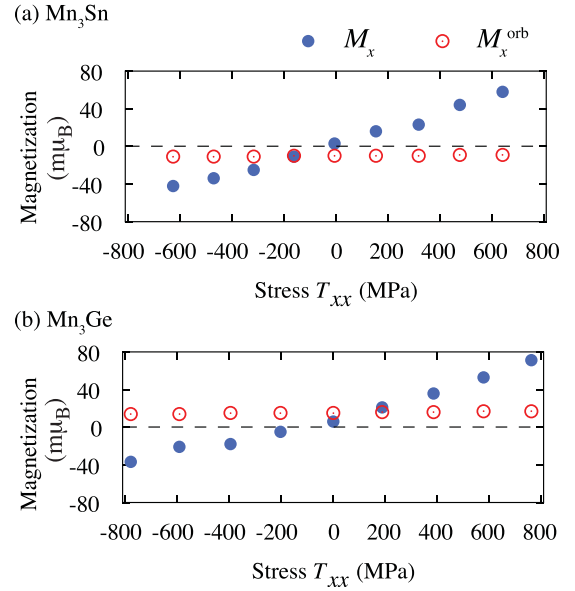 (a) Mn₃Sn
Mₓ Mₓᵒʳᵇ
80
40
0
-40
-80
Magnetization
(mμ_B)
-800 -600 -400 -200 0 200 400 600 800
Stress Tₓₓ (MPa)
(b) Mn₃Ge
80
40
0
-40
-80
Magnetization
(mμ_B)
-800 -600 -400 -200 0 200 400 600 800
Stress Tₓₓ (MPa)